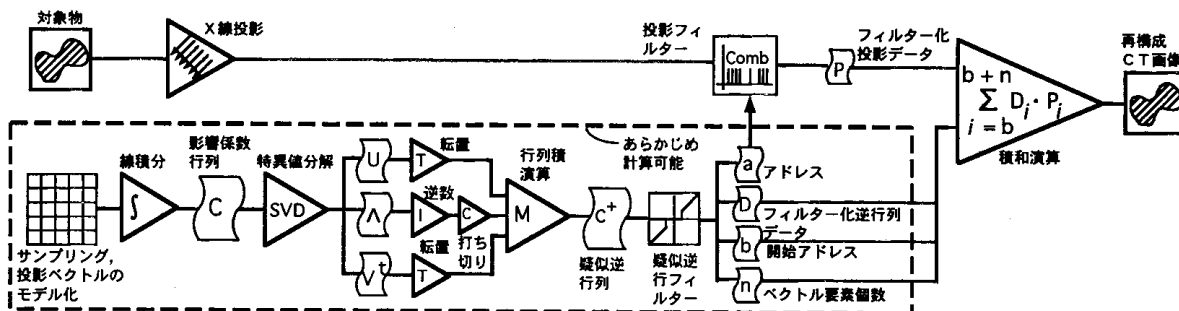 対象物
X線投影
投影フィ
ルター
Comb
フィルター化
投影データ
P
b+n
Σ D_i・P_i
i=b
積和演算
再構成
CT画像
あらかじめ
計算可能
サンプリング,
投影ベクトルの
モデル化
線積分
∫
影響係数
行列
C
特異値分解
SVD
U
Λ
V^t
転置
T
逆数
I
C
打ち
切り
転置
T
行列積
演算
M
C^+
疑似逆
行列
疑似逆
行フィ
ルター
a
アドレス
D
フィルター化逆行列
データ
b
開始アドレス
n
ベクトル要素個数